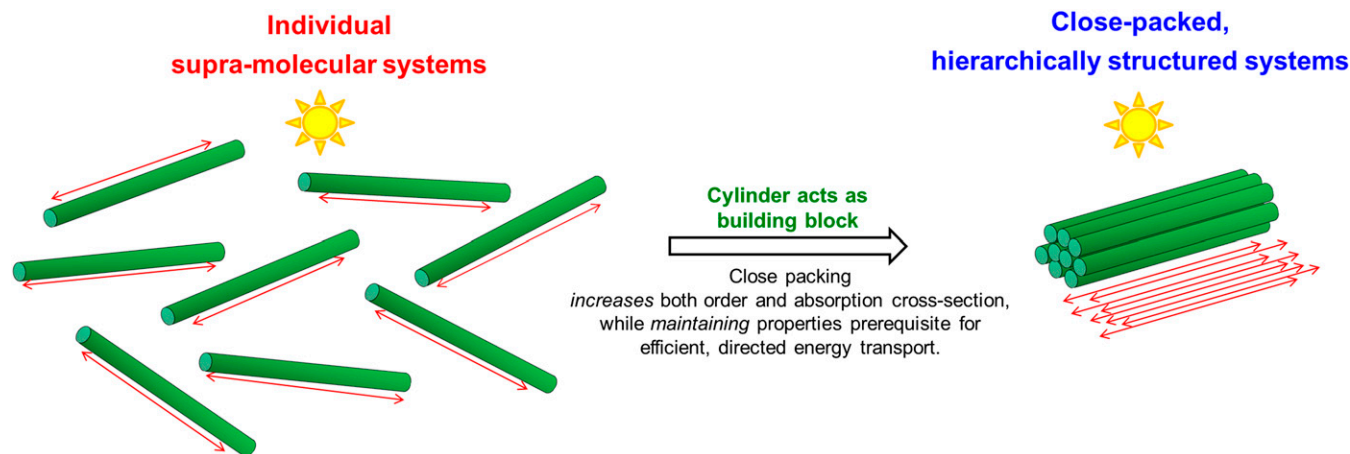 Individual
supra-molecular systems
Close-packed,
hierarchically structured systems
Cylinder acts as
building block
Close packing
increases both order and absorption cross-section,
while maintaining properties prerequisite for
efficient, directed energy transport.